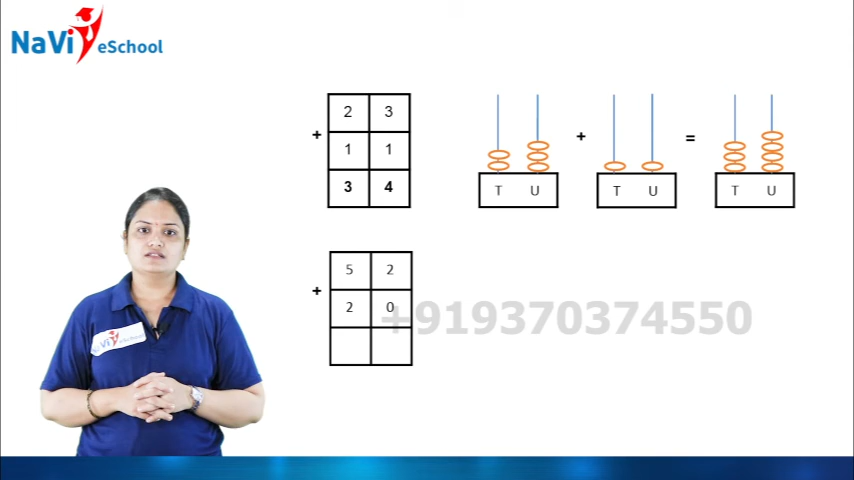 NaVi eSchool
2 3
+
1 1
3 4
+
=
T U
T U
T U
5 2
+
2 0
+919370374550